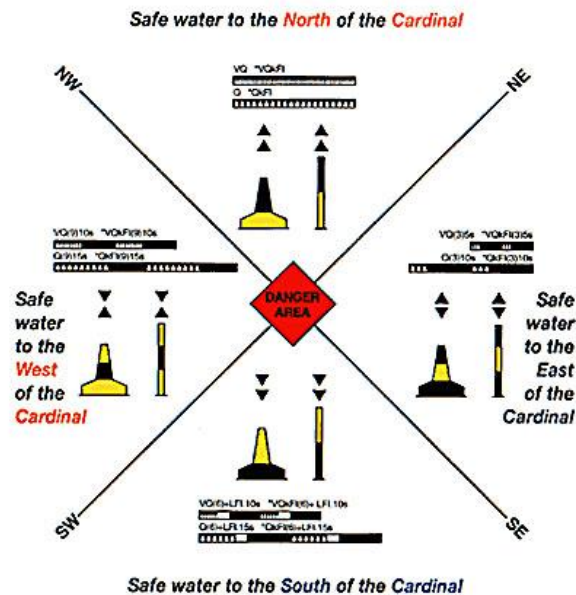 Safe water to the North of the Cardinal
NW
NE
VQ *VQkFl
Q *QkFl
VQ(9)10s *VQkFl(9)10s
Q(9)15s *QkFl(9)15s
VQ(3)5s *VQkFl(3)5s
Q(3)10s *QkFl(3)10s
DANGER
AREA
Safe
water
to the
West
of the
Cardinal
Safe
water
to the
East
of the
Cardinal
VQ(6)+LFl.10s *VQkFl(6)+LFl.10s
Q(6)+LFl.15s *QkFl(6)+LFl.15s
SW
SE
Safe water to the South of the Cardinal